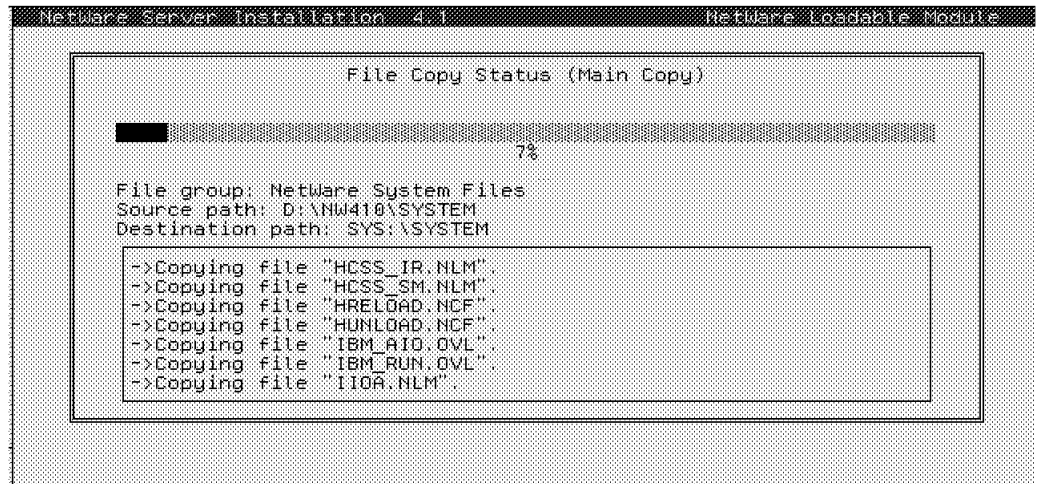 NetWare Server Installation 4.1 NetWare Loadable Module
File Copy Status (Main Copy)
7%
File group: NetWare System Files
Source path: D:\NW410\SYSTEM
Destination path: SYS:\SYSTEM
->Copying file "HCSS_IR.NLM".
->Copying file "HCSS_SM.NLM".
->Copying file "HRELOAD.NCF".
->Copying file "HUNLOAD.NCF".
->Copying file "IBM_AIO.OVL".
->Copying file "IBM_RUN.OVL".
->Copying file "IIOA.NLM".